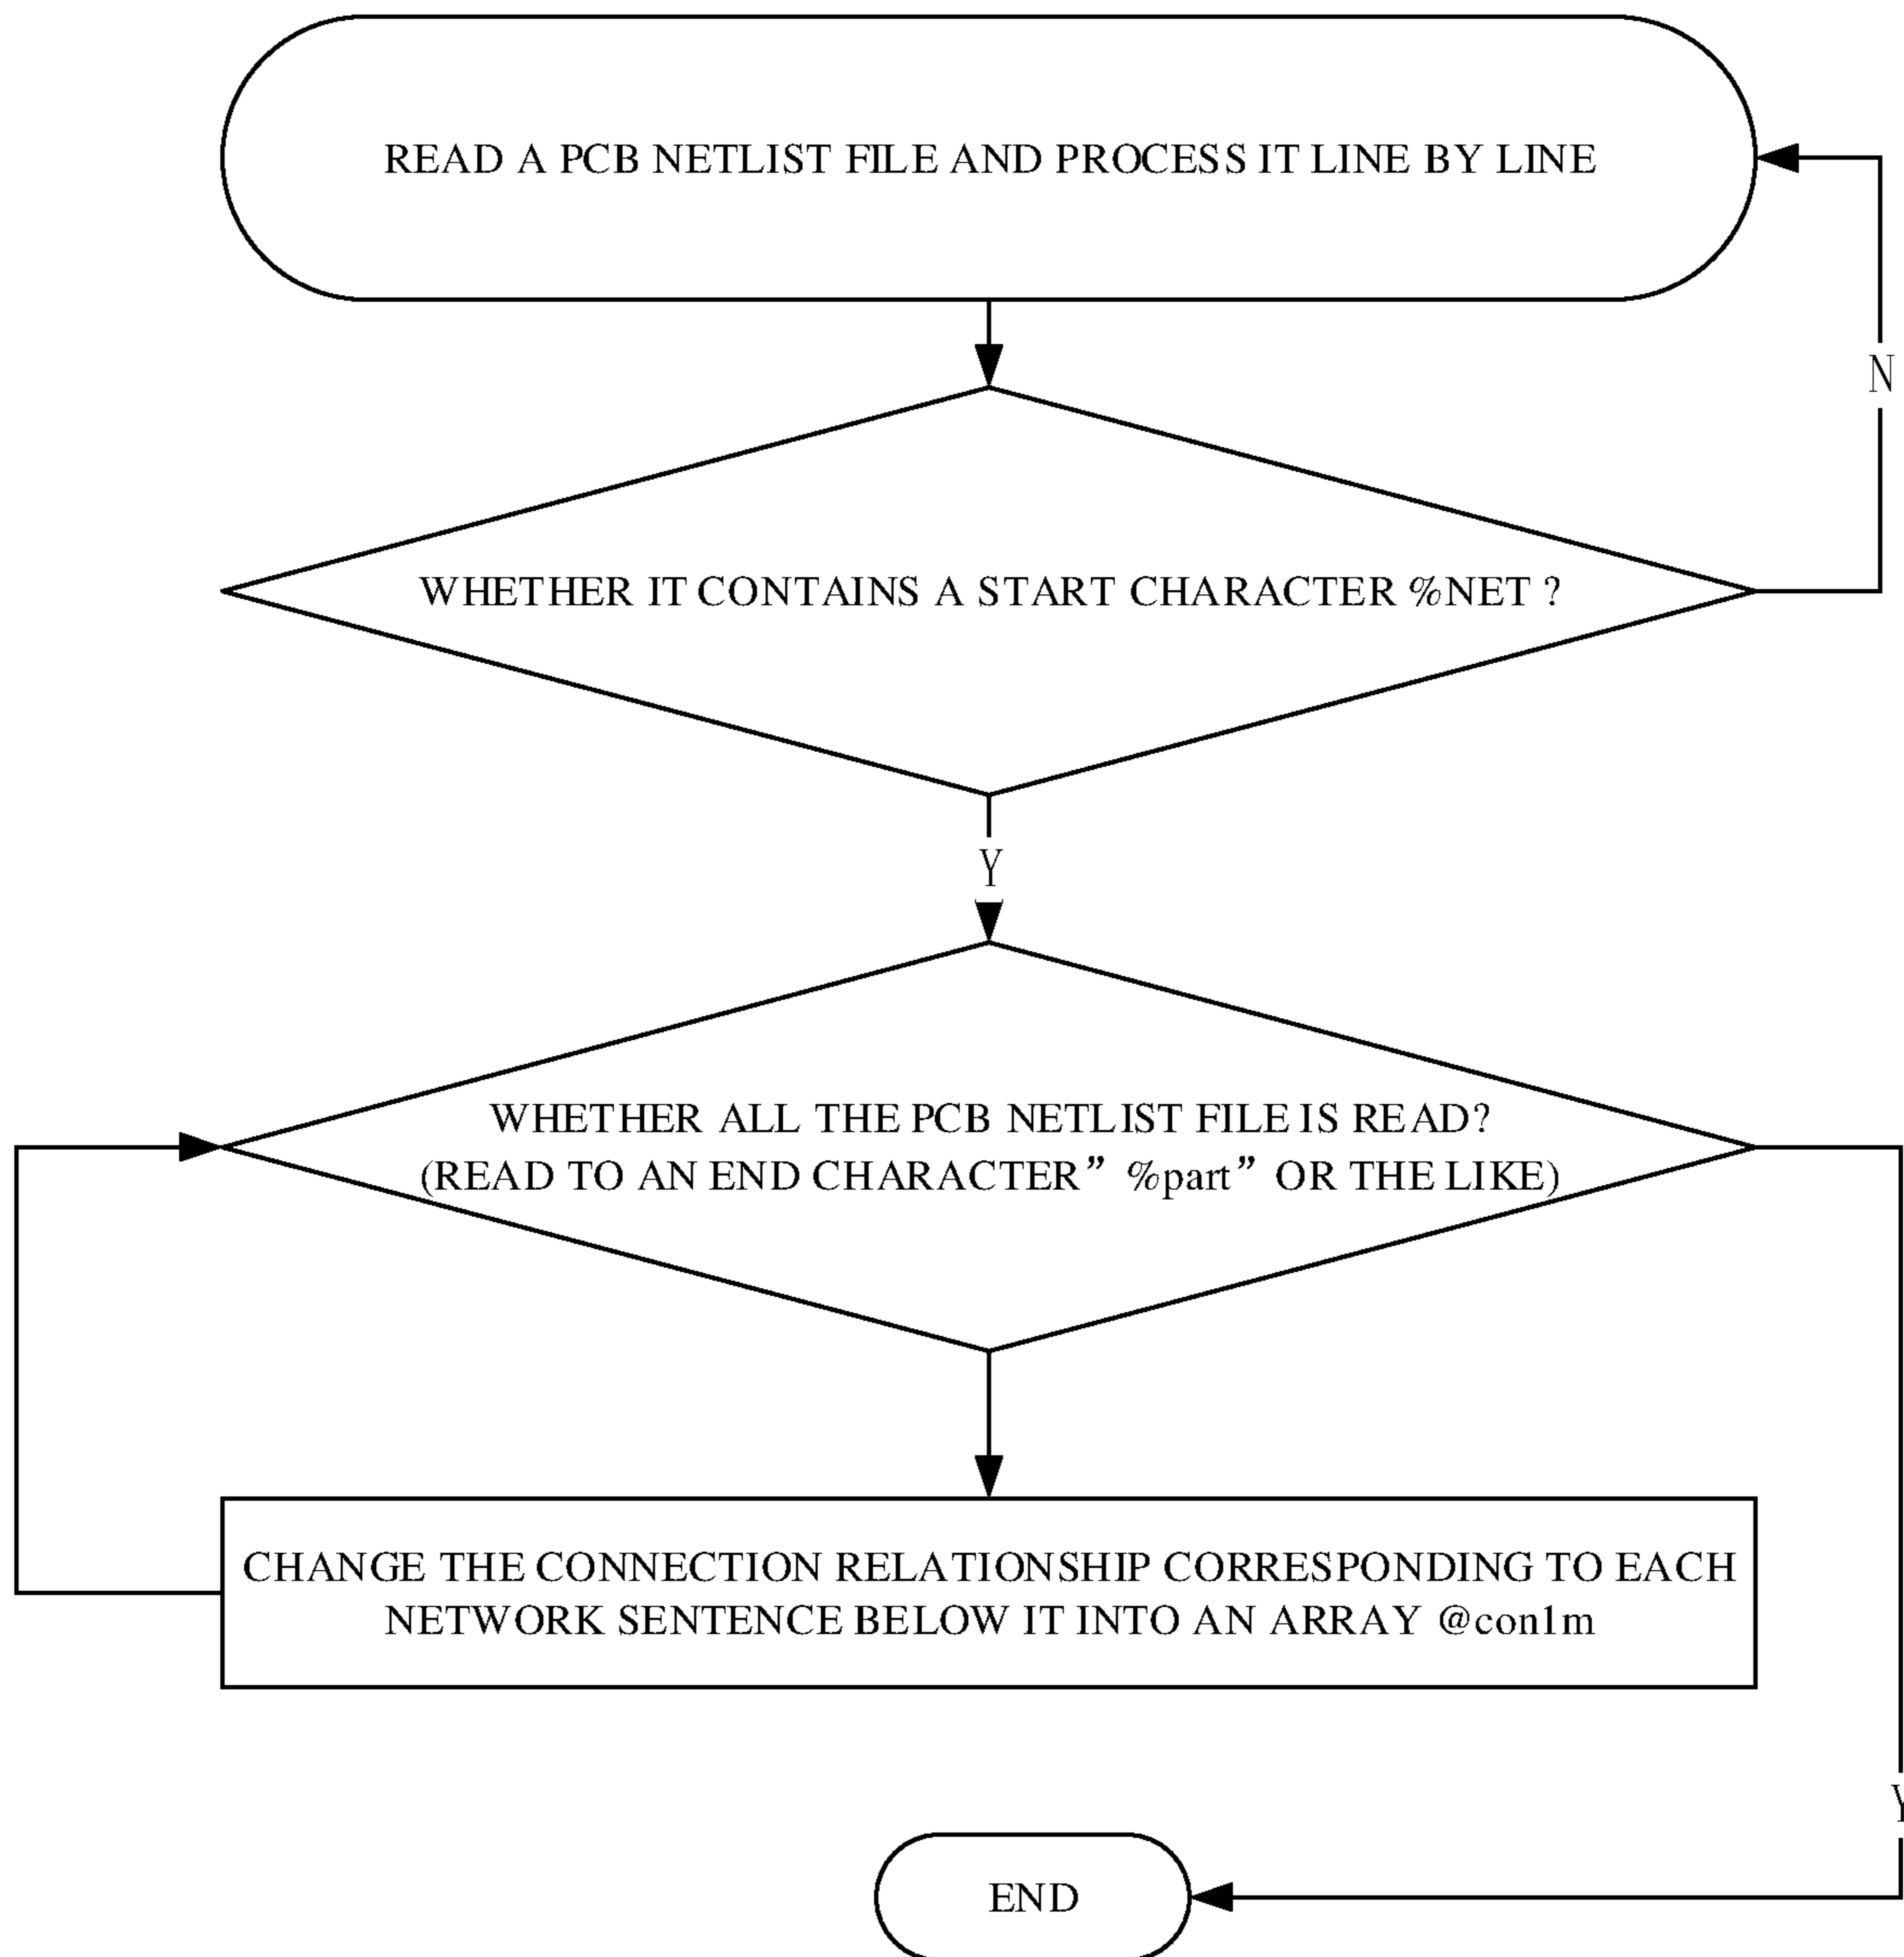 READ A PCB NETLIST FILE AND PROCESS IT LINE BY LINE
N
WHETHER IT CONTAINS A START CHARACTER %NET ?
Y
WHETHER ALL THE PCB NETLIST FILE IS READ?
(READ TO AN END CHARACTER” %part” OR THE LIKE)
CHANGE THE CONNECTION RELATIONSHIP CORRESPONDING TO EACH
NETWORK SENTENCE BELOW IT INTO AN ARRAY @con1m
Y
END